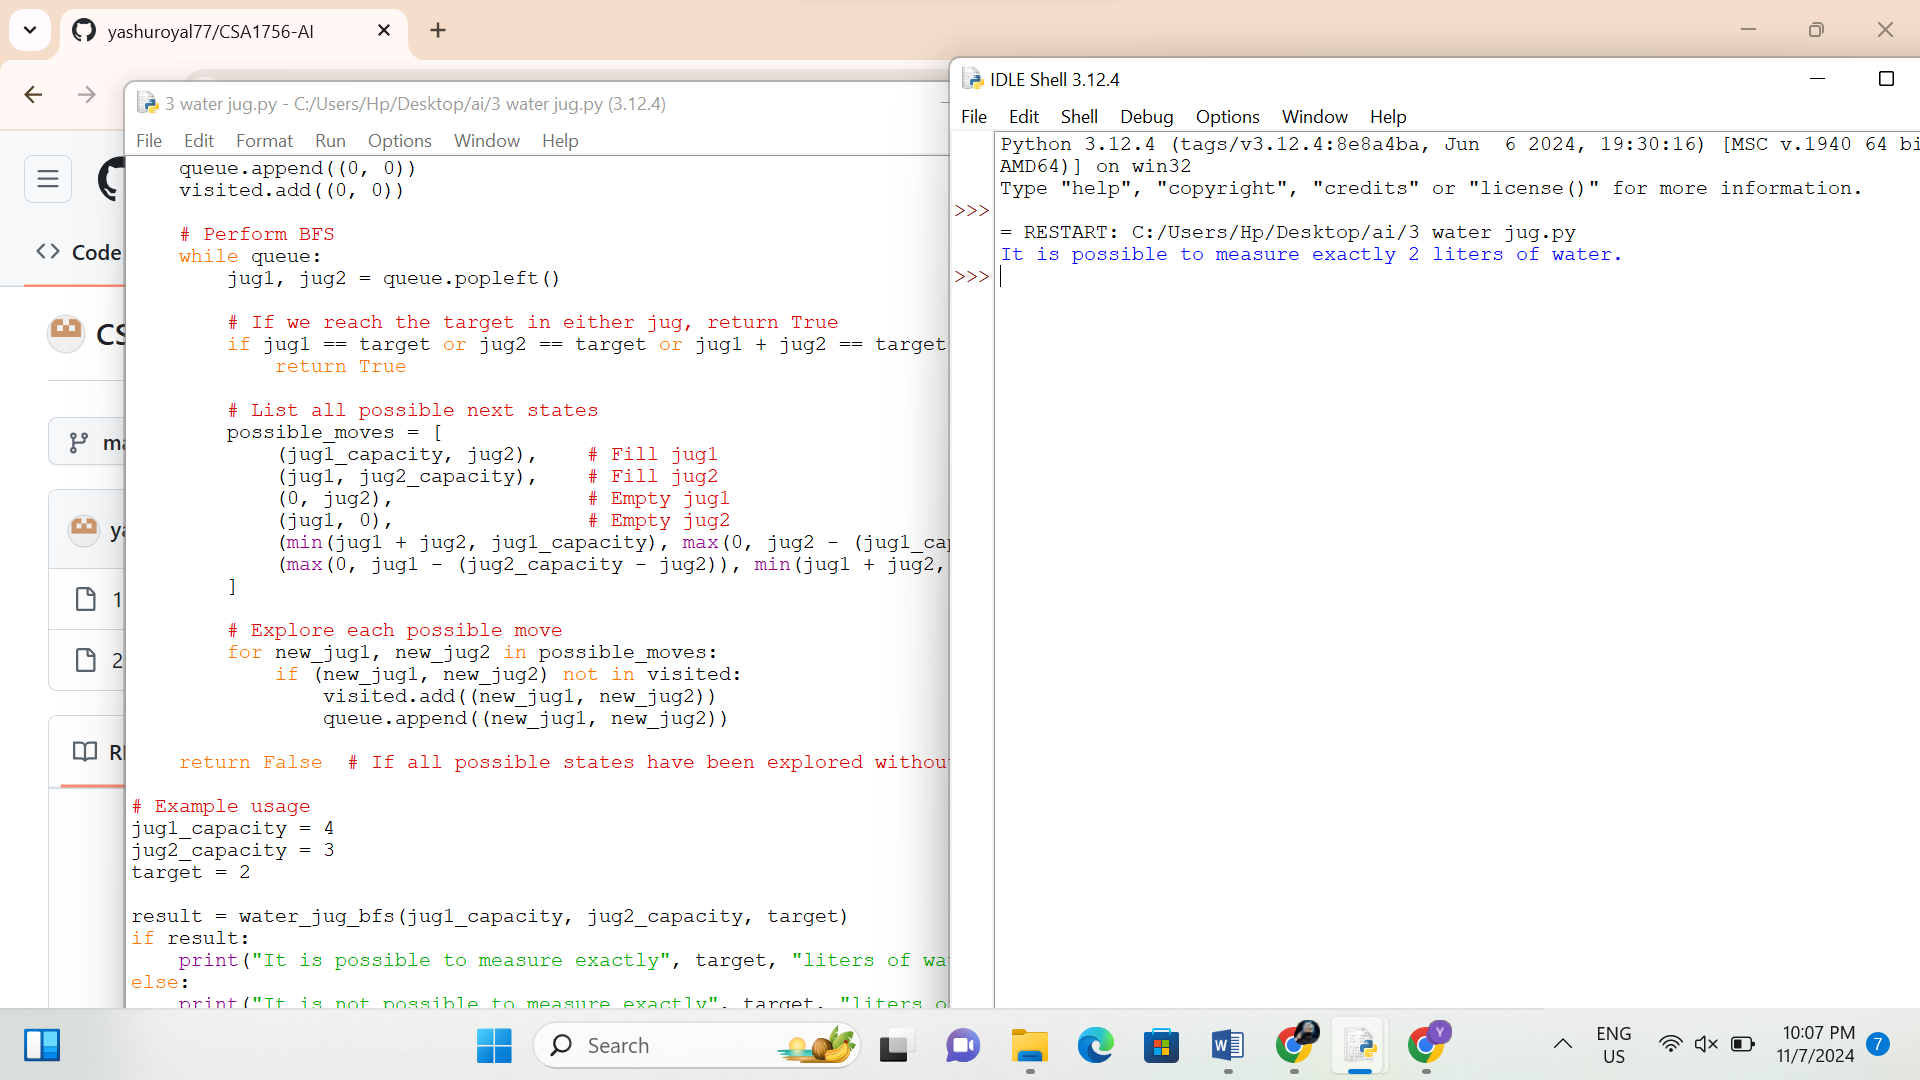 yashuroyal77/CSA1756-AI
3 water jug.py - C:/Users/Hp/Desktop/ai/3 water jug.py (3.12.4)
File Edit Format Run Options Window Help
Code
CS
ma
ya
1
2
queue.append((0, 0))
visited.add((0, 0))
# Perform BFS
while queue:
jug1, jug2 = queue.popleft()
# If we reach the target in either jug, return True
if jug1 == target or jug2 == target or jug1 + jug2 == target
return True
# List all possible next states
possible_moves = [
(jug1_capacity, jug2), # Fill jug1
(jug1, jug2_capacity), # Fill jug2
(0, jug2), # Empty jug1
(jug1, 0), # Empty jug2
(min(jug1 + jug2, jug1_capacity), max(0, jug2 - (jug1_cap
(max(0, jug1 - (jug2_capacity - jug2)), min(jug1 + jug2,
]
# Explore each possible move
for new_jug1, new_jug2 in possible_moves:
if (new_jug1, new_jug2) not in visited:
visited.add((new_jug1, new_jug2))
queue.append((new_jug1, new_jug2))
return False # If all possible states have been explored withou
# Example usage
jug1_capacity = 4
jug2_capacity = 3
target = 2
result = water_jug_bfs(jug1_capacity, jug2_capacity, target)
if result:
print("It is possible to measure exactly", target, "liters of wa
else:
print("It is not possible to measure exactly", target, "liters o
IDLE Shell 3.12.4
File Edit Shell Debug Options Window Help
Python 3.12.4 (tags/v3.12.4:8e8a4ba, Jun 6 2024, 19:30:16) [MSC v.1940 64 bi
AMD64)] on win32
Type "help", "copyright", "credits" or "license()" for more information.
>>>
= RESTART: C:/Users/Hp/Desktop/ai/3 water jug.py
It is possible to measure exactly 2 liters of water.
>>>
Search
Y
ENG
US
10:07 PM
11/7/2024
7